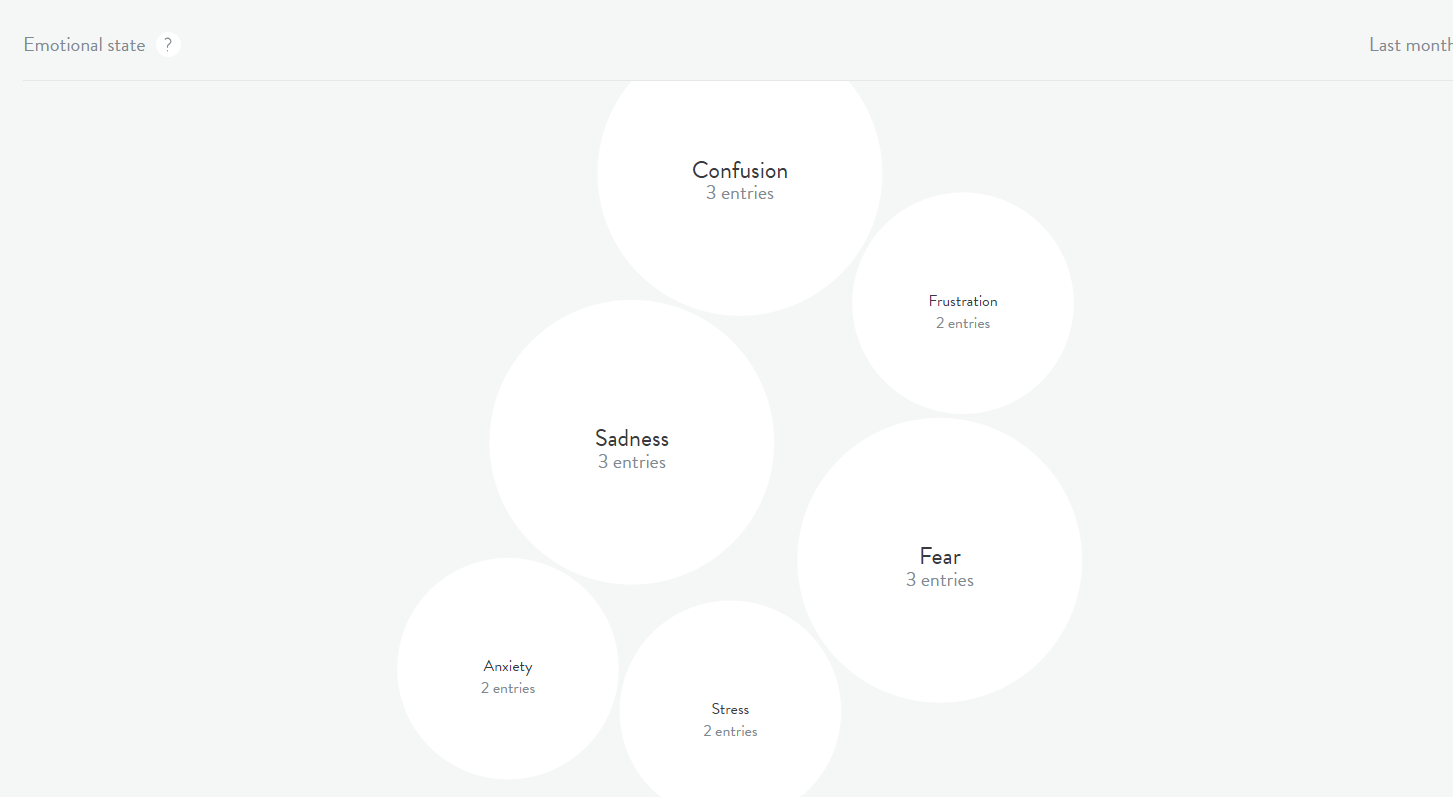 Emotional state ?
Last month
Confusion
3 entries
Frustration
2 entries
Sadness
3 entries
Fear
3 entries
Anxiety
2 entries
Stress
2 entries